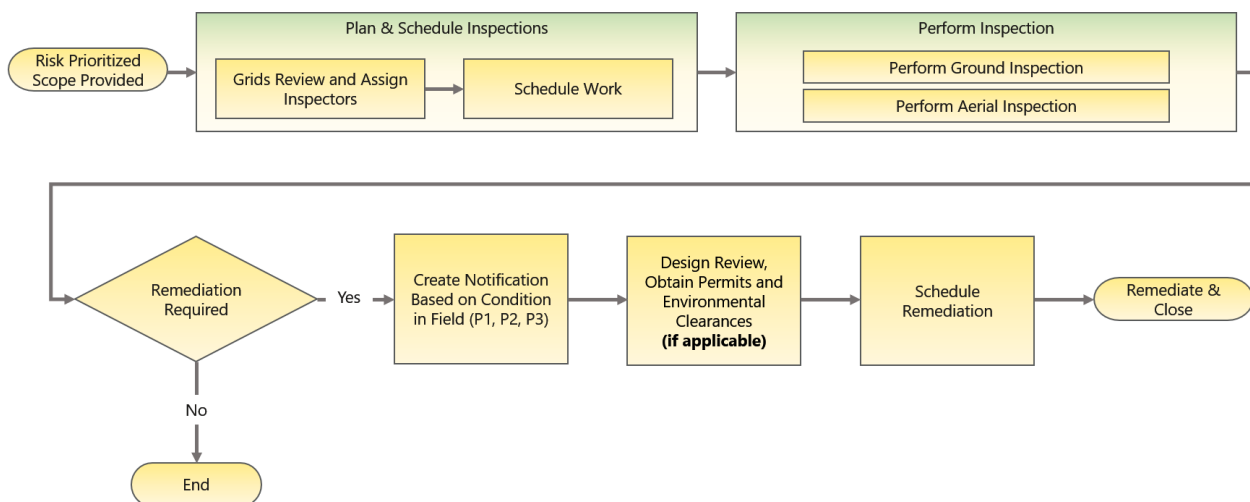 Plan & Schedule Inspections
Perform Inspection
Risk Prioritized
Scope Provided
Grids Review and Assign
Inspectors
Schedule Work
Perform Ground Inspection
Perform Aerial Inspection
Remediation
Required
Yes
Create Notification
Based on Condition
in Field (P1, P2, P3)
Design Review,
Obtain Permits and
Environmental
Clearances
(if applicable)
Schedule
Remediation
Remediate &
Close
No
End